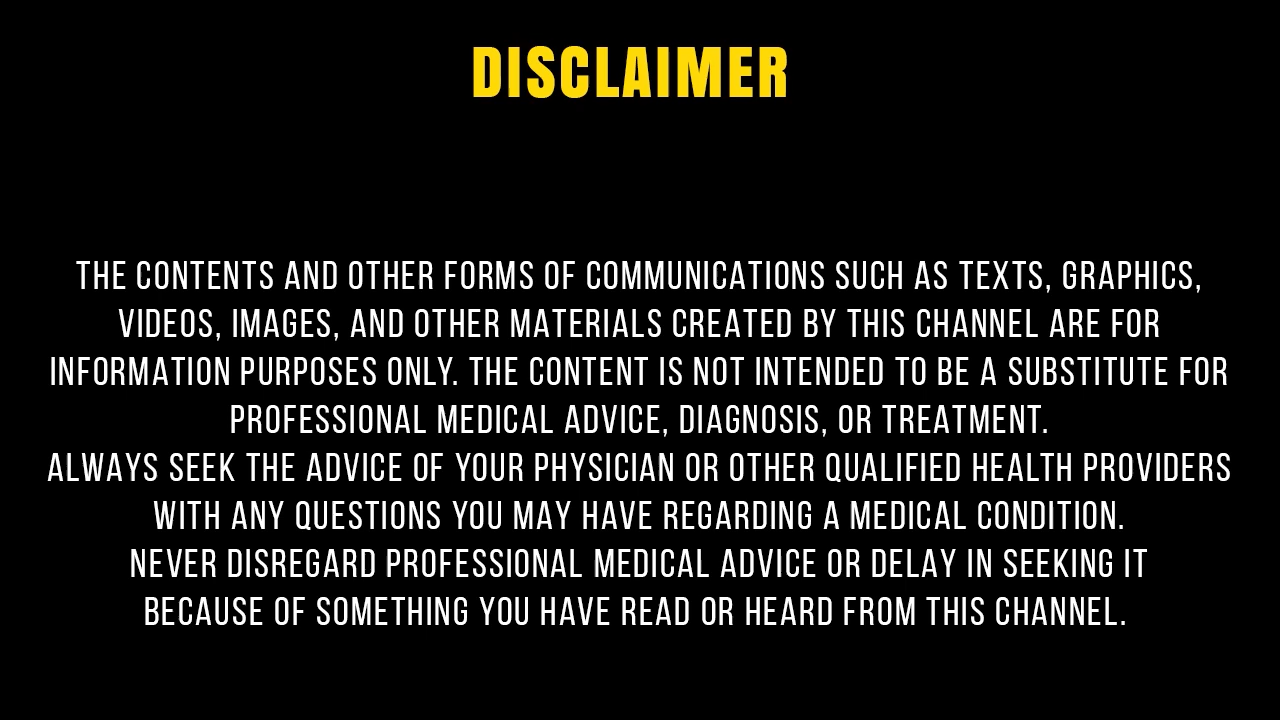 DISCLAIMER
THE CONTENTS AND OTHER FORMS OF COMMUNICATIONS SUCH AS TEXTS, GRAPHICS,
VIDEOS, IMAGES, AND OTHER MATERIALS CREATED BY THIS CHANNEL ARE FOR
INFORMATION PURPOSES ONLY. THE CONTENT IS NOT INTENDED TO BE A SUBSTITUTE FOR
PROFESSIONAL MEDICAL ADVICE, DIAGNOSIS, OR TREATMENT.
ALWAYS SEEK THE ADVICE OF YOUR PHYSICIAN OR OTHER QUALIFIED HEALTH PROVIDERS
WITH ANY QUESTIONS YOU MAY HAVE REGARDING A MEDICAL CONDITION.
NEVER DISREGARD PROFESSIONAL MEDICAL ADVICE OR DELAY IN SEEKING IT
BECAUSE OF SOMETHING YOU HAVE READ OR HEARD FROM THIS CHANNEL.